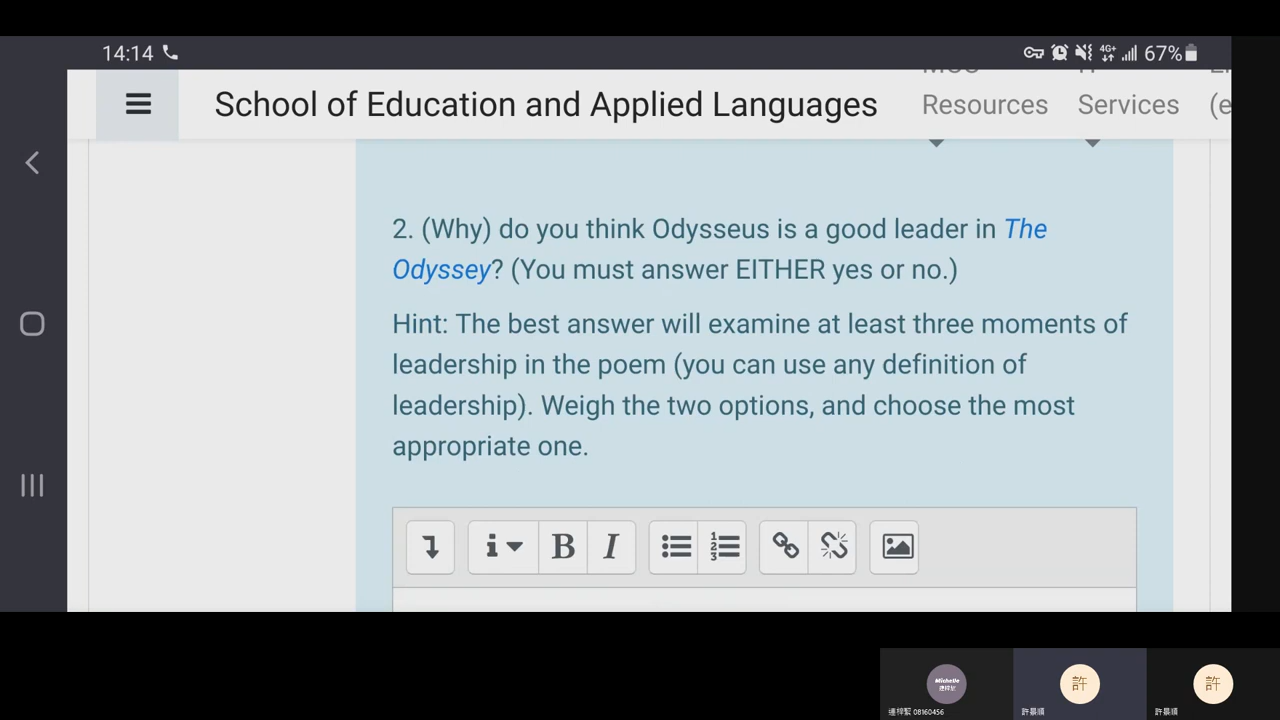 14:14
4G+ 67%
School of Education and Applied Languages
Resources
Services
(e
2. (Why) do you think Odysseus is a good leader in The
Odyssey? (You must answer EITHER yes or no.)
Hint: The best answer will examine at least three moments of
leadership in the poem (you can use any definition of
leadership). Weigh the two options, and choose the most
appropriate one.
B I
Michelle
08160456
許
許